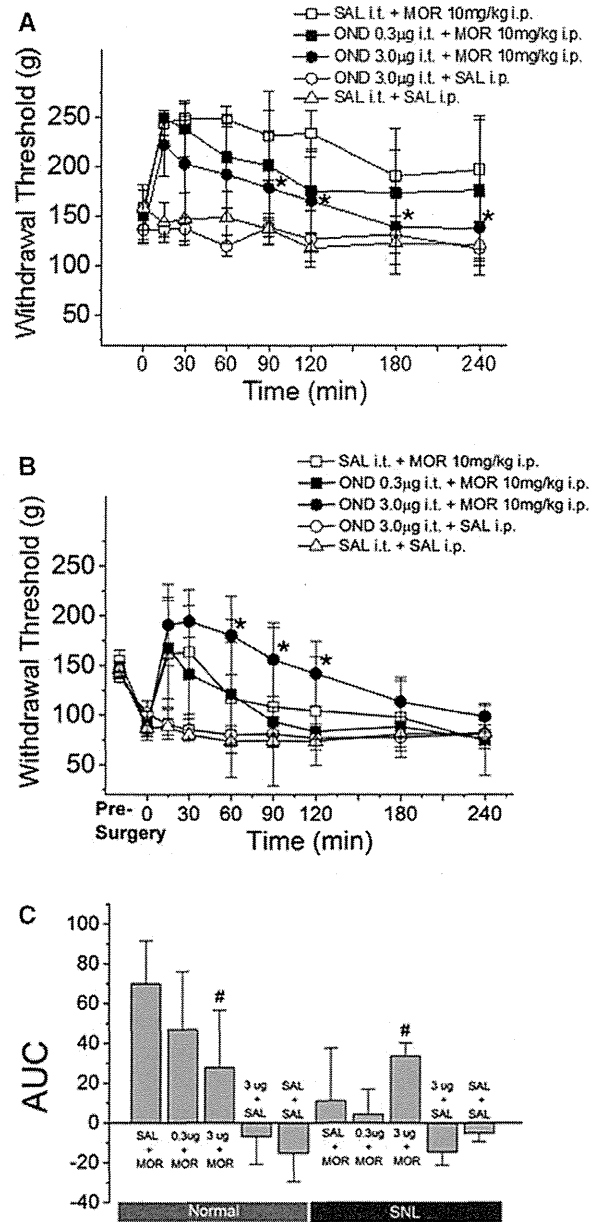 A
SAL i.t. + MOR 10mg/kg i.p.
OND 0.3µg i.t. + MOR 10mg/kg i.p.
OND 3.0µg i.t. + MOR 10mg/kg i.p.
OND 3.0µg i.t. + SAL i.p.
SAL i.t. + SAL i.p.
Withdrawal Threshold (g)
250
200
150
100
50
* * * *
0 30 60 90 120 180 240
Time (min)
B
SAL i.t. + MOR 10mg/kg i.p.
OND 0.3µg i.t. + MOR 10mg/kg i.p.
OND 3.0µg i.t. + MOR 10mg/kg i.p.
OND 3.0µg i.t. + SAL i.p.
SAL i.t. + SAL i.p.
Withdrawal Threshold (g)
250
200
150
100
50
* * *
Pre-Surgery
0 30 60 90 120 180 240
Time (min)
C
AUC
100
80
60
40
20
0
-20
-40
# #
SAL + MOR
0.3ug + MOR
3 ug + MOR
3 ug + SAL
SAL + SAL
SAL + MOR
0.3ug + MOR
3 ug + MOR
3 ug + SAL
SAL + SAL
Normal
SNL